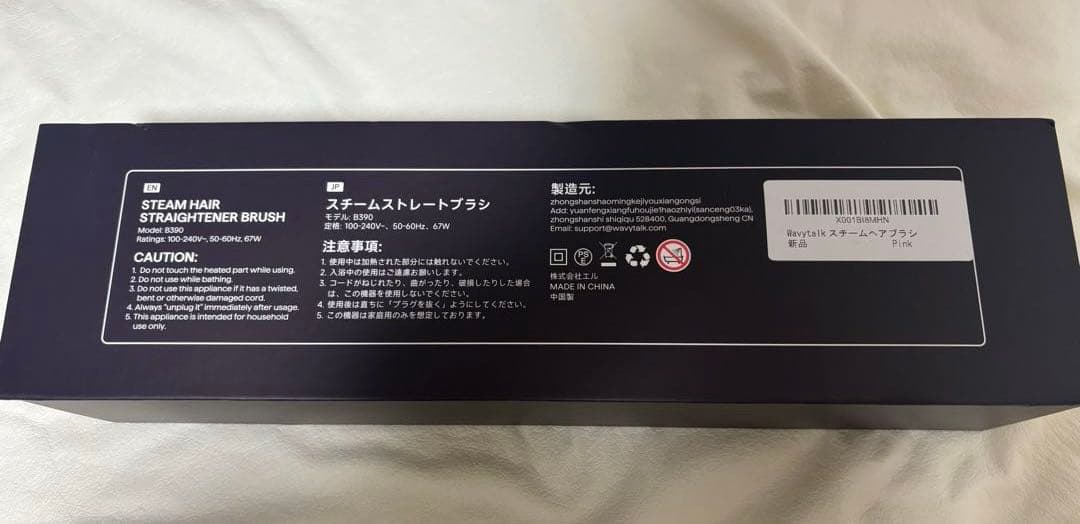 EN
STEAM HAIR
STRAIGHTENER BRUSH
Model: B390
Ratings: 100-240V~, 50-60Hz, 67W
CAUTION:
1. Do not touch the heated part while using.
2. Do not use while bathing.
3. Do not use this appliance if it has a twisted,
bent or otherwise damaged cord.
4. Always "unplug it" immediately after usage.
5. This appliance is intended for household
use only.
JP
スチームストレートブラシ
モデル: B390
定格: 100-240V~、50-60Hz、67W
注意事項:
1. 使用中は加熱された部分には触れないでください。
2. 入浴中の使用はご遠慮お願いします。
3. コードがねじれたり、曲がったり、破損したりした場合
は、この機器を使用しないでください。
4. 使用後は直ちに「プラグを抜く」ようにしてください。
5. この機器は家庭用のみを想定しております。
製造元:
zhongshanshaomingkejiyouxiangongsi
Add: yuanfengxiangfuhoujie1haozhiyi(sanceng03ka),
zhongshanshi shiqiqu 528400, Guangdongsheng CN
Email: support@wavytalk.com
PS
E
株式会社エル
MADE IN CHINA
中国製
X001BI8MHN
Wavytalk スチームヘアブラシ
新品 Pink